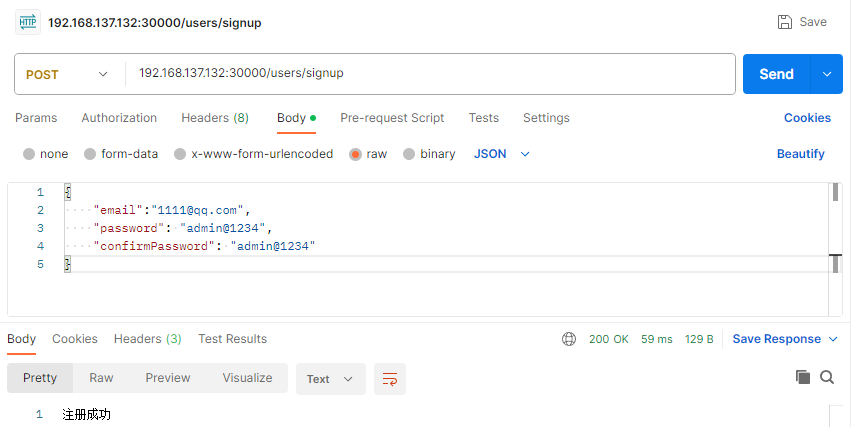 HTTP 192.168.137.132:30000/users/signup Save
POST 192.168.137.132:30000/users/signup Send
Params Authorization Headers (8) Body Pre-request Script Tests Settings Cookies
none form-data x-www-form-urlencoded raw binary JSON Beautify
1 {
2 ····"email":"1111@qq.com",
3 ····"password":·"admin@1234",
4 ····"confirmPassword":·"admin@1234"
5 }
Body Cookies Headers (3) Test Results 200 OK 59 ms 129 B Save Response
Pretty Raw Preview Visualize Text
1 注册成功